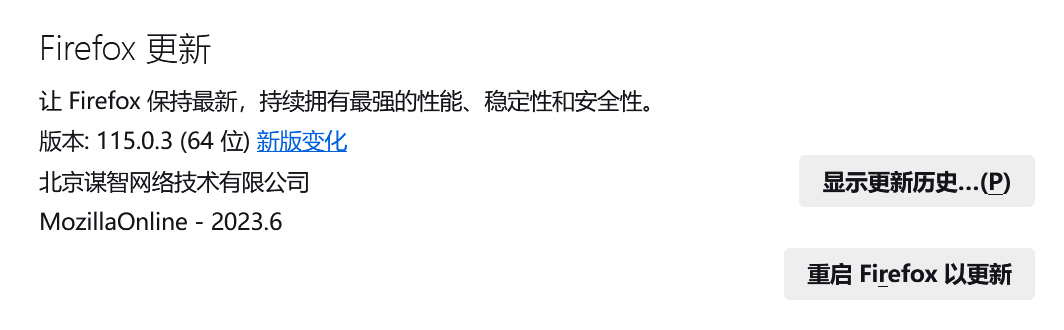 Firefox 更新
让 Firefox 保持最新，持续拥有最强的性能、稳定性和安全性。
版本: 115.0.3 (64 位) 新版变化
北京谋智网络技术有限公司
显示更新历史...(P)
MozillaOnline - 2023.6
重启 Firefox 以更新